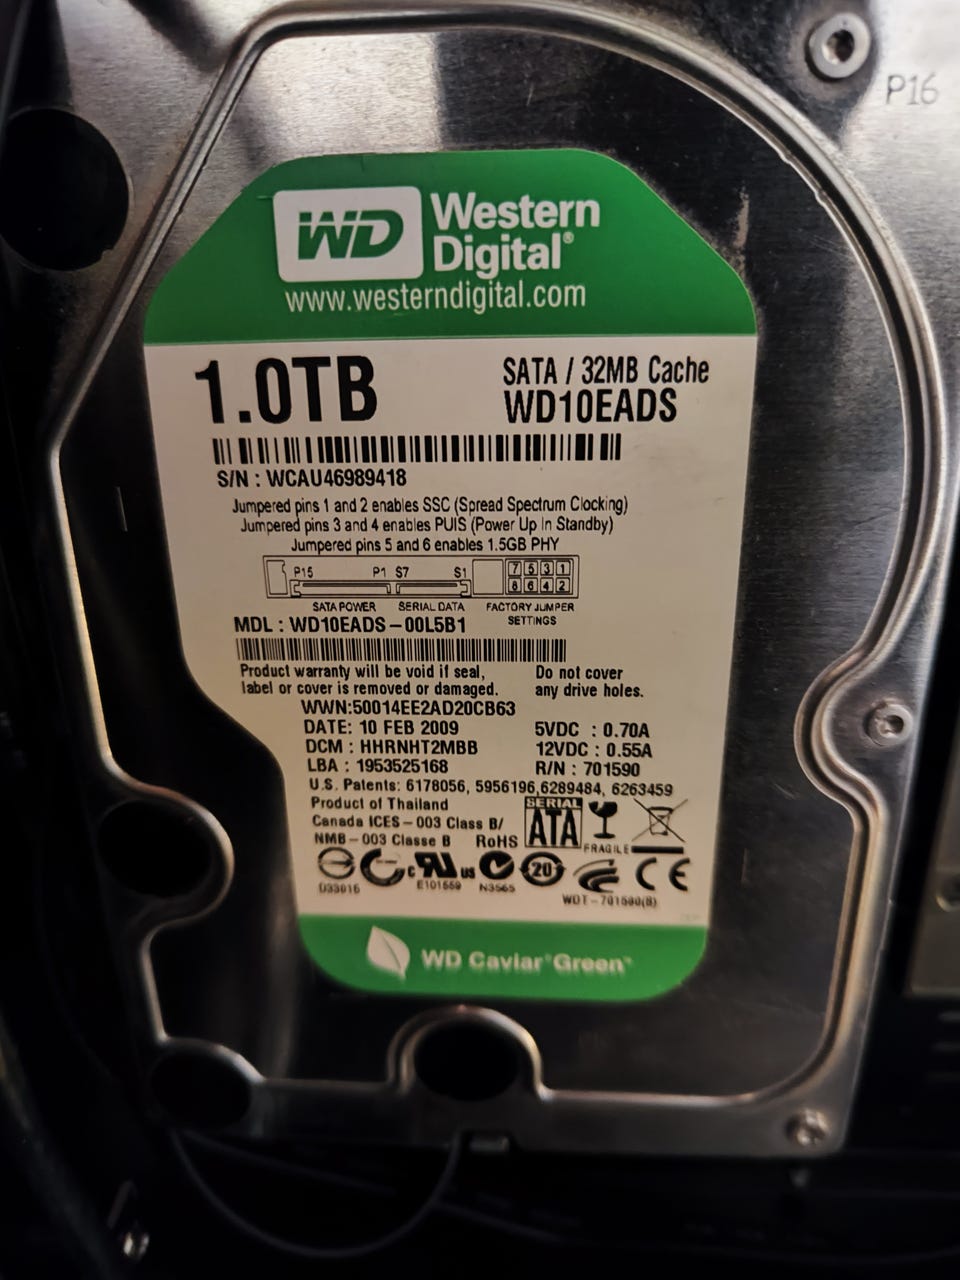 P16
WD Western Digital®
www.westerndigital.com
1.0TB
SATA / 32MB Cache
WD10EADS
S/N : WCAU46989418
Jumpered pins 1 and 2 enables SSC (Spread Spectrum Clocking)
Jumpered pins 3 and 4 enables PUIS (Power Up In Standby)
Jumpered pins 5 and 6 enables 1.5GB PHY
P15 P1 S7 S1 7 5 3 1
8 6 4 2
SATA POWER SERIAL DATA FACTORY JUMPER SETTINGS
MDL : WD10EADS-00L5B1
Product warranty will be void if seal,
label or cover is removed or damaged.
Do not cover
any drive holes.
WWN:50014EE2AD20CB63
DATE: 10 FEB 2009
5VDC : 0.70A
DCM : HHRNHT2MBB
12VDC : 0.55A
LBA : 1953525168
R/N : 701590
U.S. Patents: 6178056, 5956196,6289484, 6263459
Product of Thailand
Canada ICES-003 Class B/
NMB-003 Classe B RoHS
SERIAL ATA
FRAGILE
c US 20 CE
E101559 N3565
WDT-701590(B)
WD Caviar® Green™